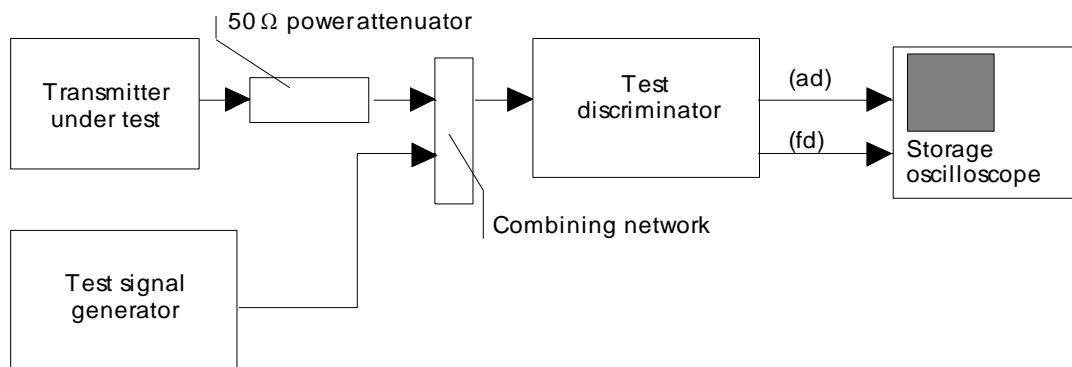 50 Ω powerattenuator
Transmitter
under test
Test
discriminator
(ad)
(fd)
Storage
oscilloscope
Combining network
Test signal
generator